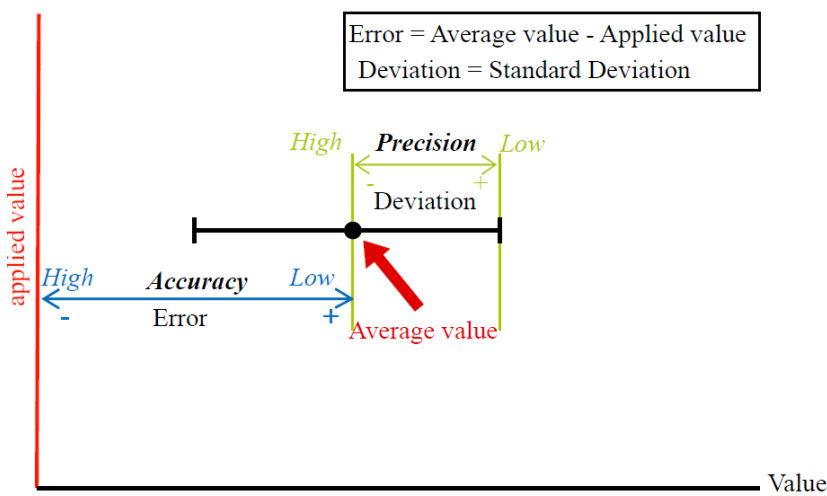 Error = Average value - Applied value
Deviation = Standard Deviation
High Precision Low
- +
Deviation
applied value
High Accuracy Low
- Error +
Average value
Value